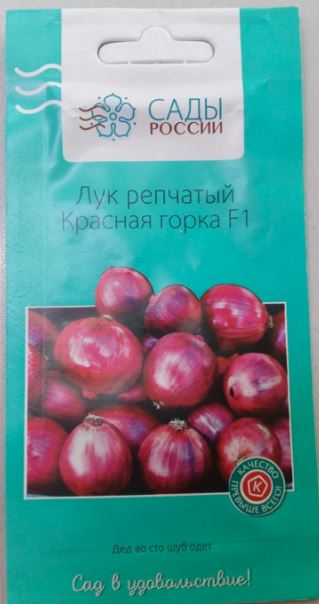 САДЫ
РОССИИ
Лук репчатый
Красная горка F1
КАЧЕСТВО
ПРЕВЫШЕ ВСЕГО!
К
Дед во сто шуб одет
Сад в удовольствие!